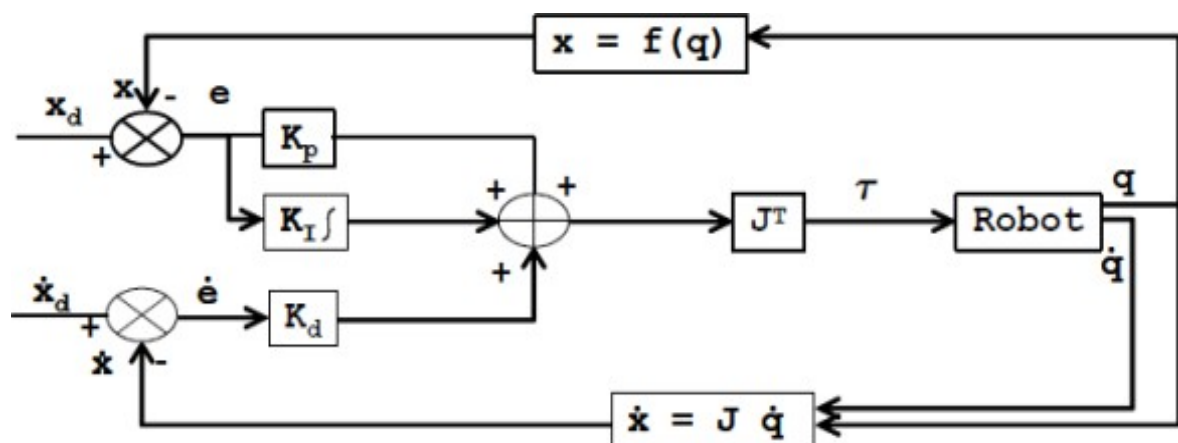 x = f(q)
x - e
x_d
+
K_p
+ +
K_I ∫
J^T
τ
Robot
q
q̇
+
ẋ_d
ė
K_d
+
ẋ -
ẋ = J q̇